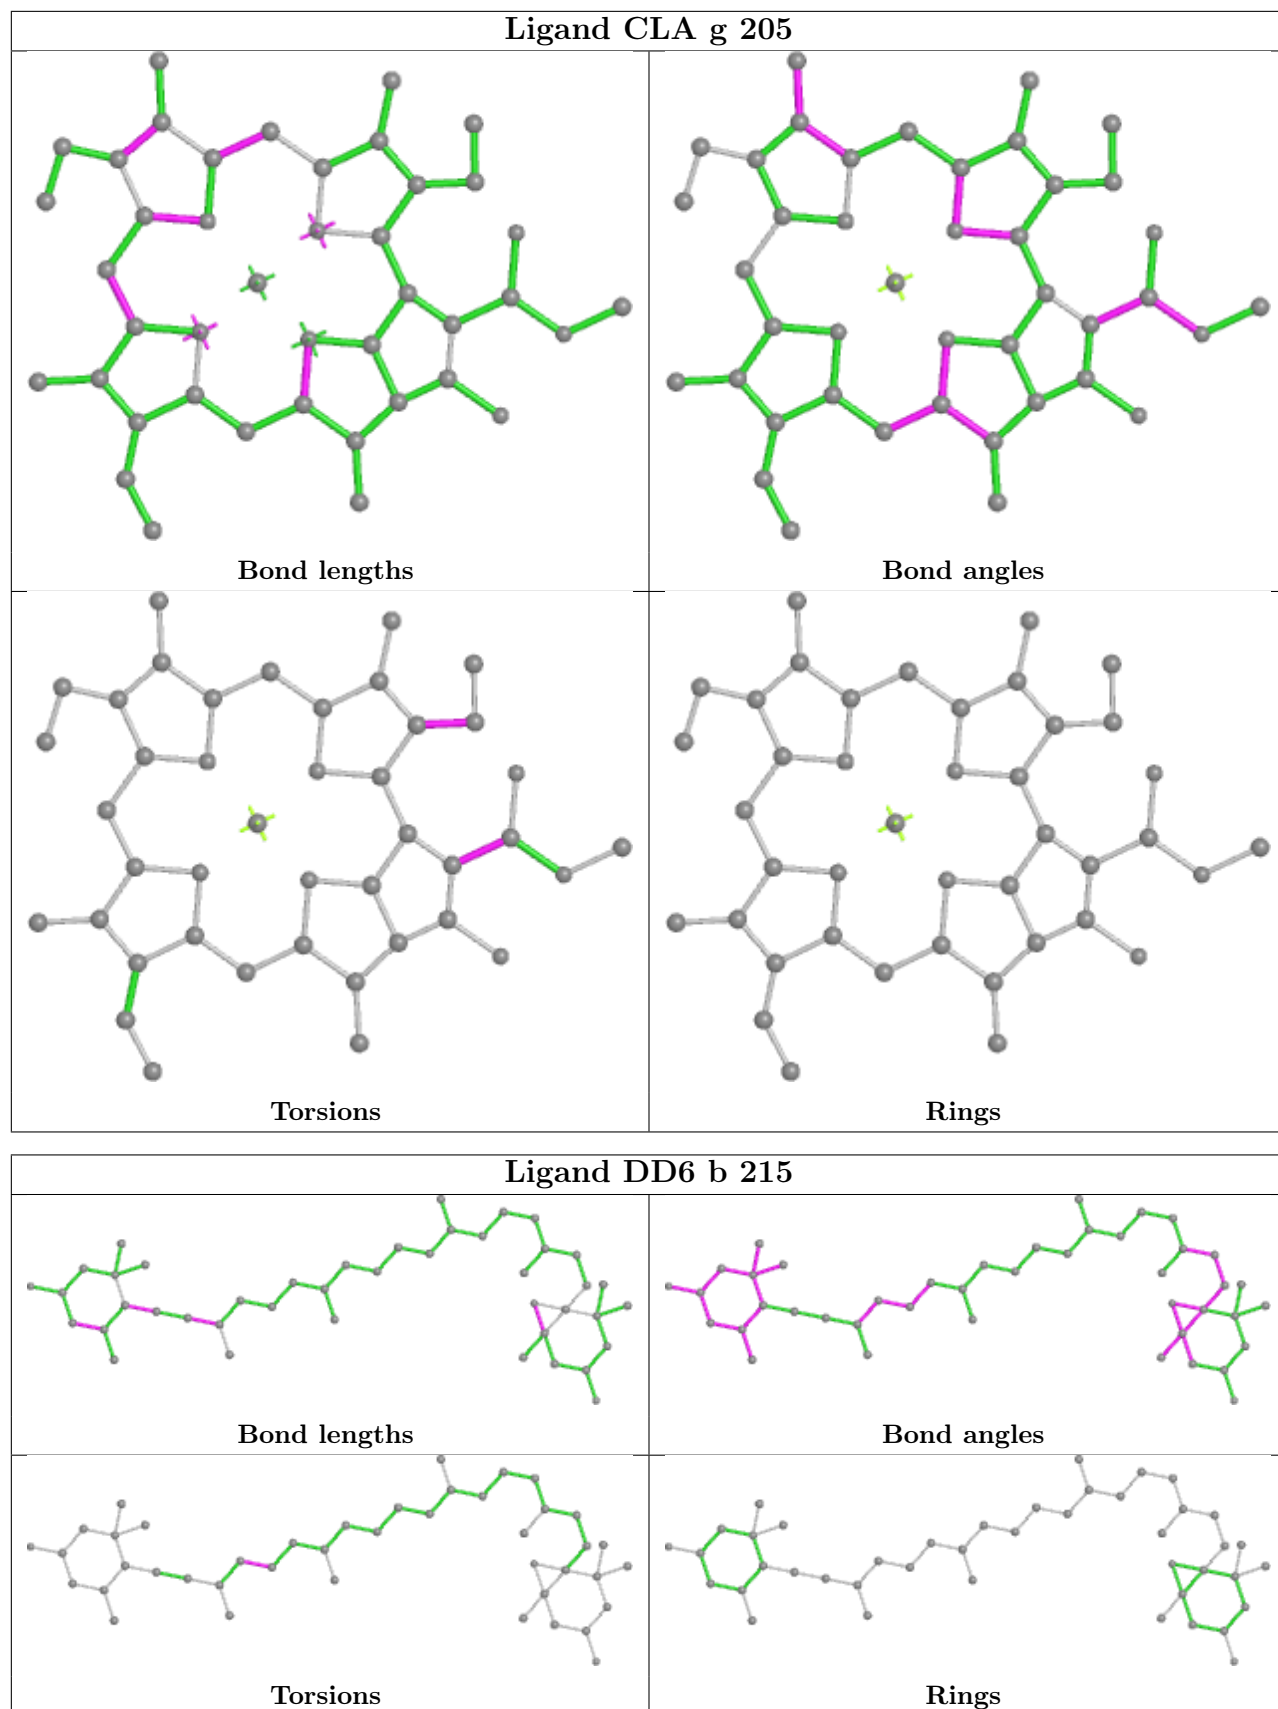 Ligand CLA g 205
Bond lengths
Bond angles
Torsions
Rings
Ligand DD6 b 215
Bond lengths
Bond angles
Torsions
Rings